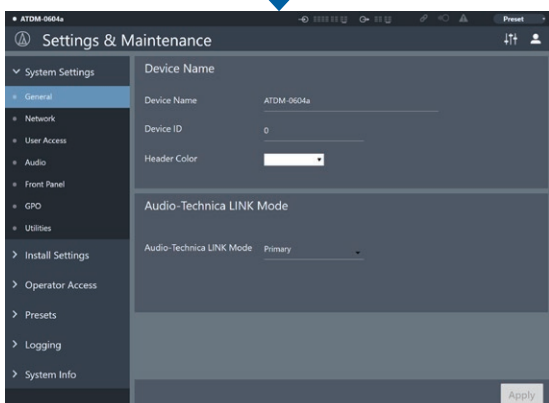 ATDM-0604a
Preset
Settings & Maintenance
System Settings
General
Network
User Access
Audio
Front Panel
GPO
Utilities
Install Settings
Operator Access
Presets
Logging
System Info
Device Name
Device Name ATDM-0604a
Device ID 0
Header Color
Audio-Technica LINK Mode
Audio-Technica LINK Mode Primary
Apply